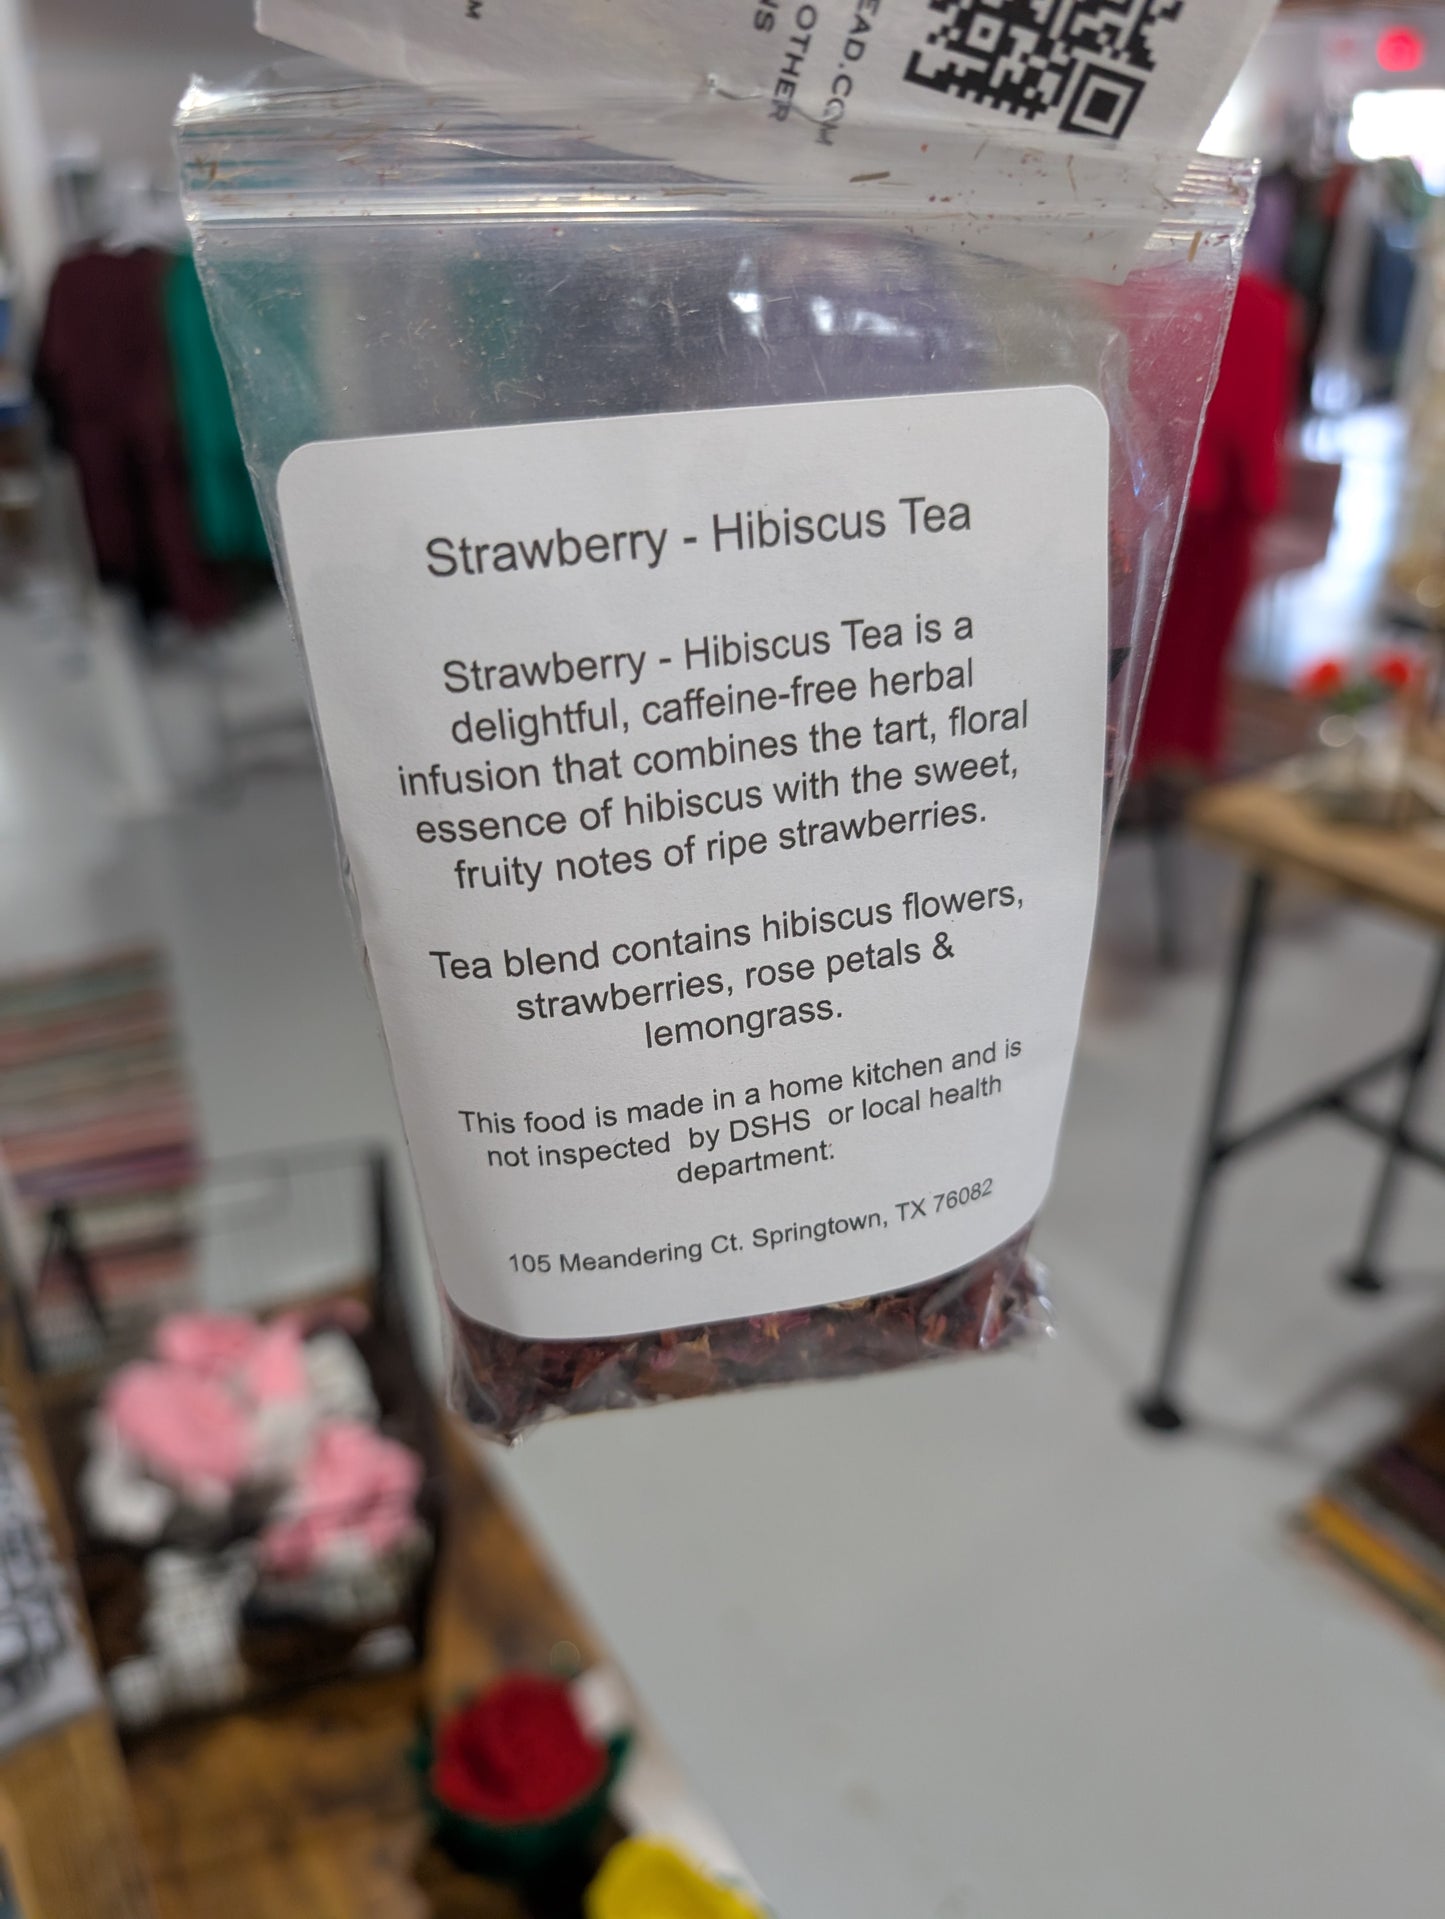 OTHER
Strawberry - Hibiscus Tea
Strawberry - Hibiscus Tea is a
delightful, caffeine-free herbal
infusion that combines the tart, floral
essence of hibiscus with the sweet,
fruity notes of ripe strawberries.
Tea blend contains hibiscus flowers,
strawberries, rose petals &
lemongrass.
This food is made in a home kitchen and is
not inspected by DSHS or local health
department:
105 Meandering Ct. Springtown, TX 76082